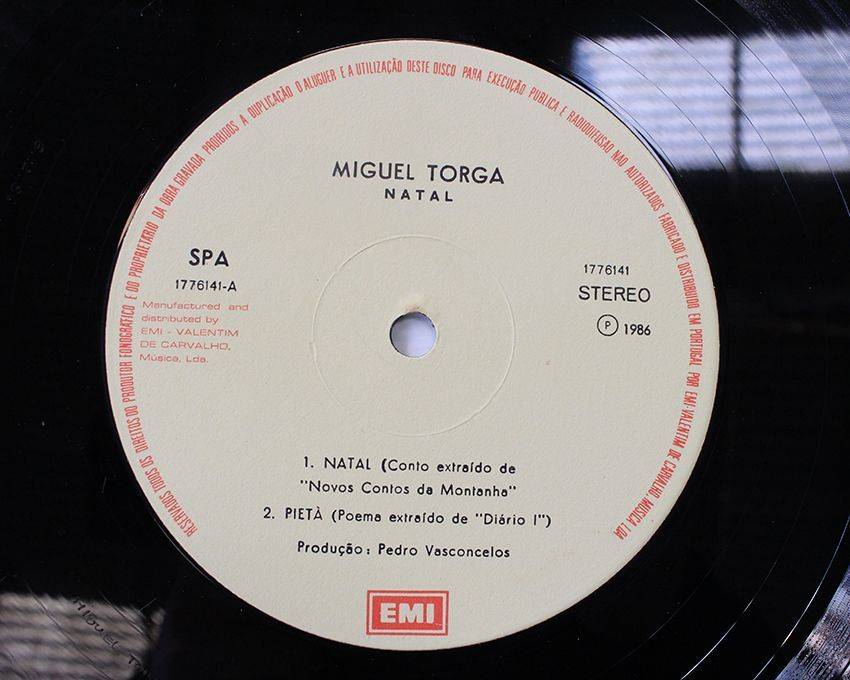 RESERVADOS TODOS OS DIREITOS DO PRODUTOR FONOGRÁFICO E DO PROPRIETÁRIO DA OBRA GRAVADA PROIBIDOS A DUPLICAÇÃO O ALUGUER E A UTILIZAÇÃO DESTE DISCO PARA EXECUÇÃO PUBLICA E RADIODIFUSÃO NÃO AUTORIZADOS FABRICADO E DISTRIBUIDO EM PORTUGAL POR EMI-VALENTIM DE CARVALHO, MUSICA LDA
MIGUEL TORGA
NATAL
SPA
1776141-A
Manufactured and
distributed by
EMI - VALENTIM
DE CARVALHO,
Música, Lda.
1776141
STEREO
℗ 1986
1. NATAL (Conto extraído de
"Novos Contos da Montanha"
2. PIETÀ (Poema extraído de "Diário I")
Produção: Pedro Vasconcelos
EMI